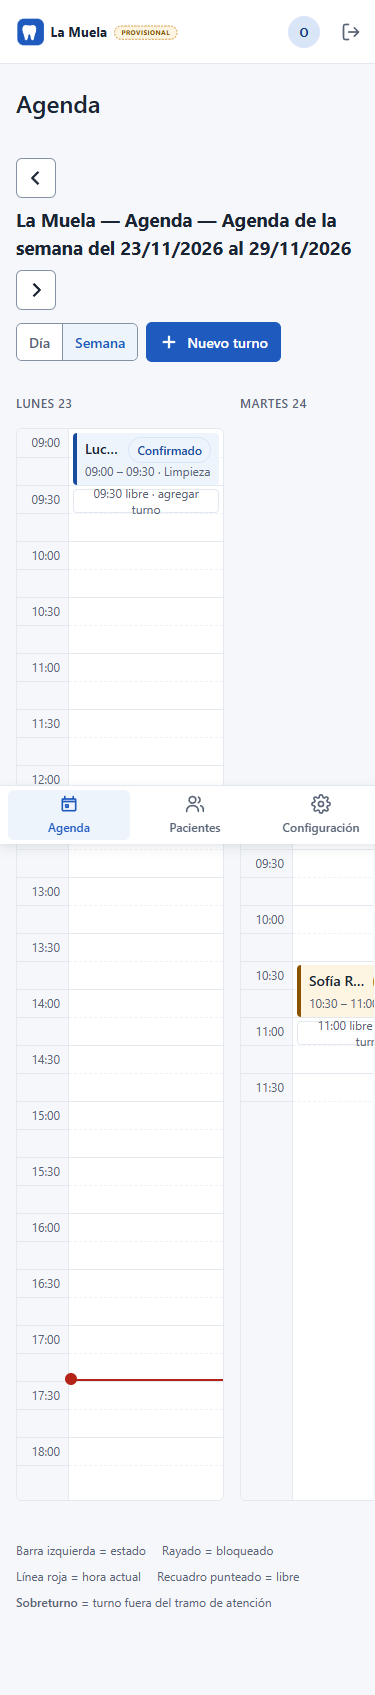 La Muela PROVISIONAL O
Agenda
La Muela — Agenda — Agenda de la
semana del 23/11/2026 al 29/11/2026
Día Semana Nuevo turno
LUNES 23
09:00
Luc... Confirmado
09:00 – 09:30 · Limpieza
09:30
09:30 libre · agregar
turno
10:00
10:30
11:00
11:30
12:00
MARTES 24
Agenda Pacientes Configuración
13:00
13:30
14:00
14:30
15:00
15:30
16:00
16:30
17:00
17:30
18:00
09:30
10:00
10:30
Sofía R...
10:30 – 11:00
11:00
11:00 libre
11:30
Barra izquierda = estado Rayado = bloqueado
Línea roja = hora actual Recuadro punteado = libre
Sobreturno = turno fuera del tramo de atención